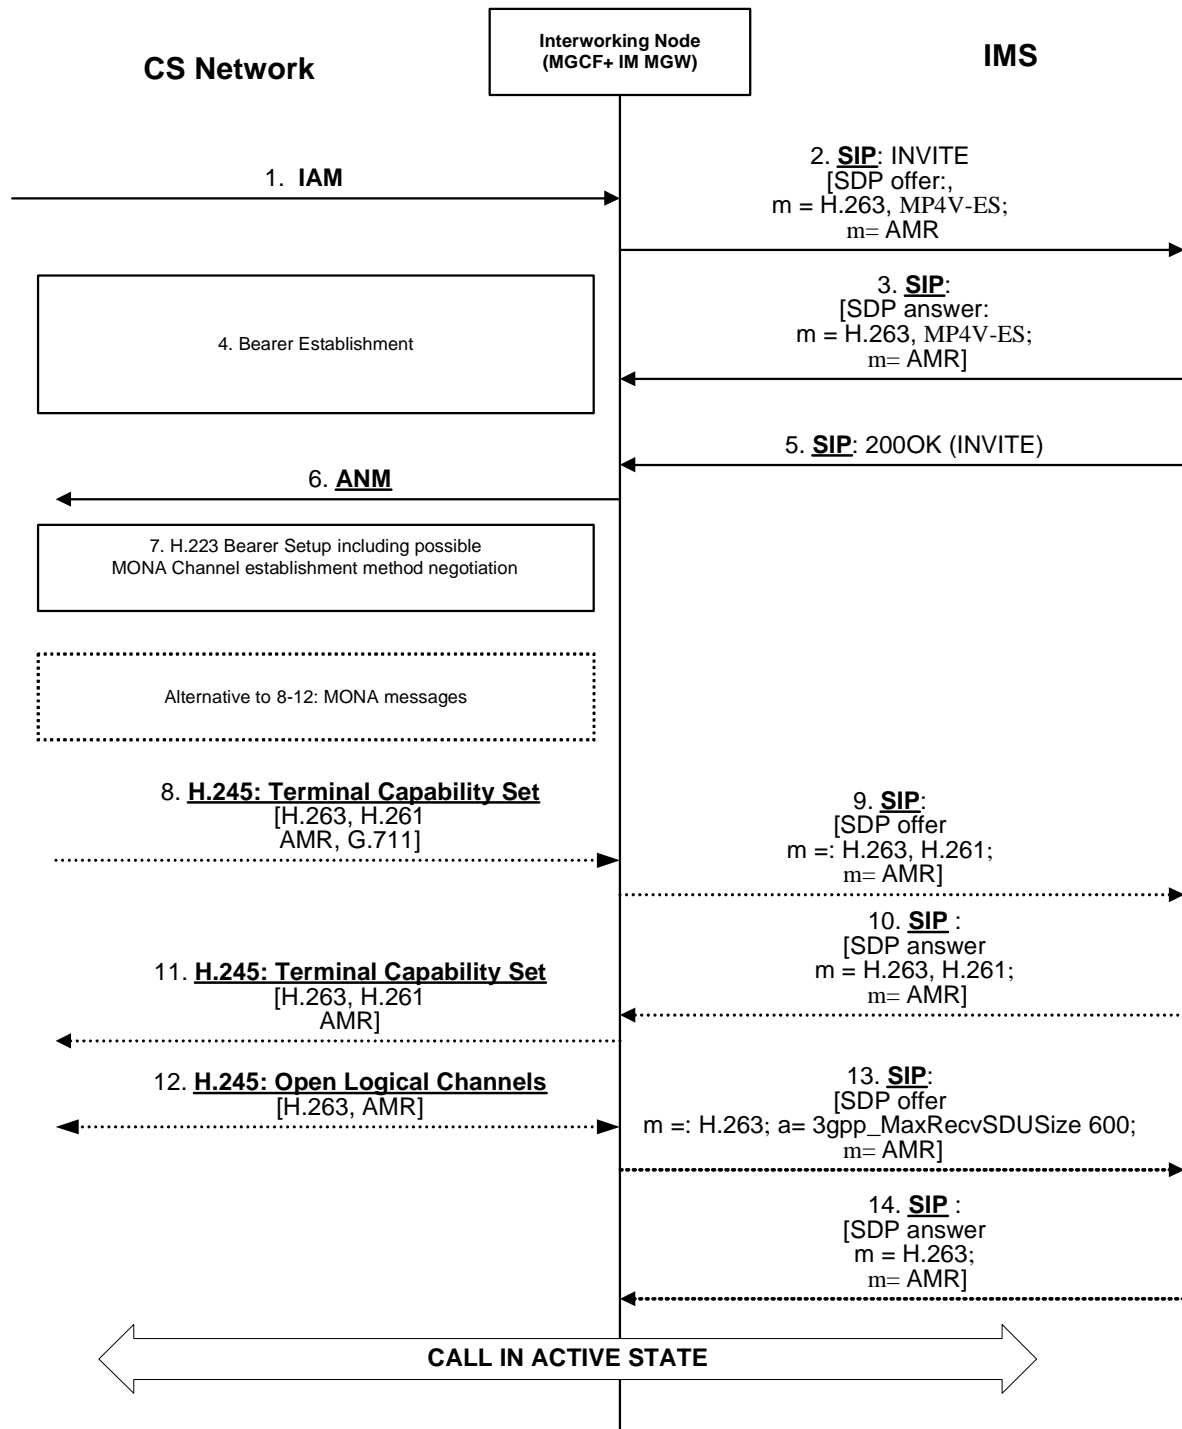 Interworking Node
(MGCF+ IM MGW)
CS Network
IMS
1. IAM
2. SIP: INVITE
[SDP offer:,
m = H.263, MP4V-ES;
m= AMR
3. SIP:
[SDP answer:
m = H.263, MP4V-ES;
m= AMR]
4. Bearer Establishment
5. SIP: 200OK (INVITE)
6. ANM
7. H.223 Bearer Setup including possible
MONA Channel establishment method negotiation
Alternative to 8-12: MONA messages
8. H.245: Terminal Capability Set
[H.263, H.261
AMR, G.711]
9. SIP:
[SDP offer
m =: H.263, H.261;
m= AMR]
10. SIP :
[SDP answer
m = H.263, H.261;
m= AMR]
11. H.245: Terminal Capability Set
[H.263, H.261
AMR]
12. H.245: Open Logical Channels
[H.263, AMR]
13. SIP:
[SDP offer
m =: H.263; a= 3gpp_MaxRecvSDUSize 600;
m= AMR]
14. SIP :
[SDP answer
m = H.263;
m= AMR]
CALL IN ACTIVE STATE